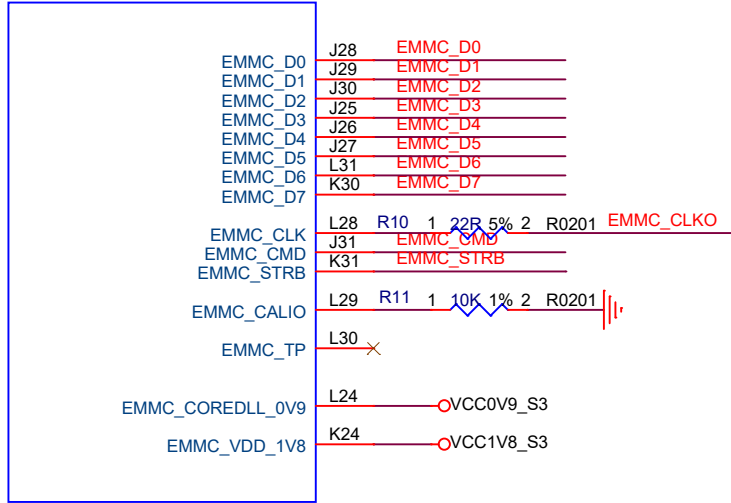 EMMC_D0 J28 EMMC_D0
EMMC_D1 J29 EMMC_D1
EMMC_D2 J30 EMMC_D2
EMMC_D3 J25 EMMC_D3
EMMC_D4 J26 EMMC_D4
EMMC_D5 J27 EMMC_D5
EMMC_D6 L31 EMMC_D6
EMMC_D7 K30 EMMC_D7
EMMC_CLK L28 R10 1 22R 5% 2 R0201 EMMC_CLKO
EMMC_CMD J31 EMMC_CMD
EMMC_STRB K31 EMMC_STRB
EMMC_CALIO L29 R11 1 10K 1% 2 R0201
EMMC_TP L30
EMMC_COREDLL_0V9 L24 VCC0V9_S3
EMMC_VDD_1V8 K24 VCC1V8_S3